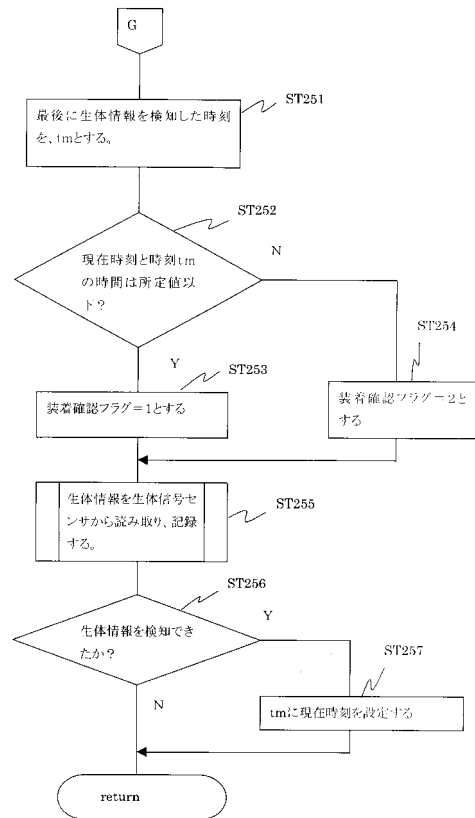 G
ST251
最後に生体情報を検知した時刻
を、tmとする。
ST252
現在時刻と時刻tm
の時間は所定値以
下？
N
Y
ST253
装着確認フラグ＝1とする
ST254
装着確認フラグ＝2と
する
ST255
生体情報を生体信号セン
サから読み取り、記録
する。
ST256
生体情報を検知でき
たか？
Y
N
ST257
tmに現在時刻を設定する
return